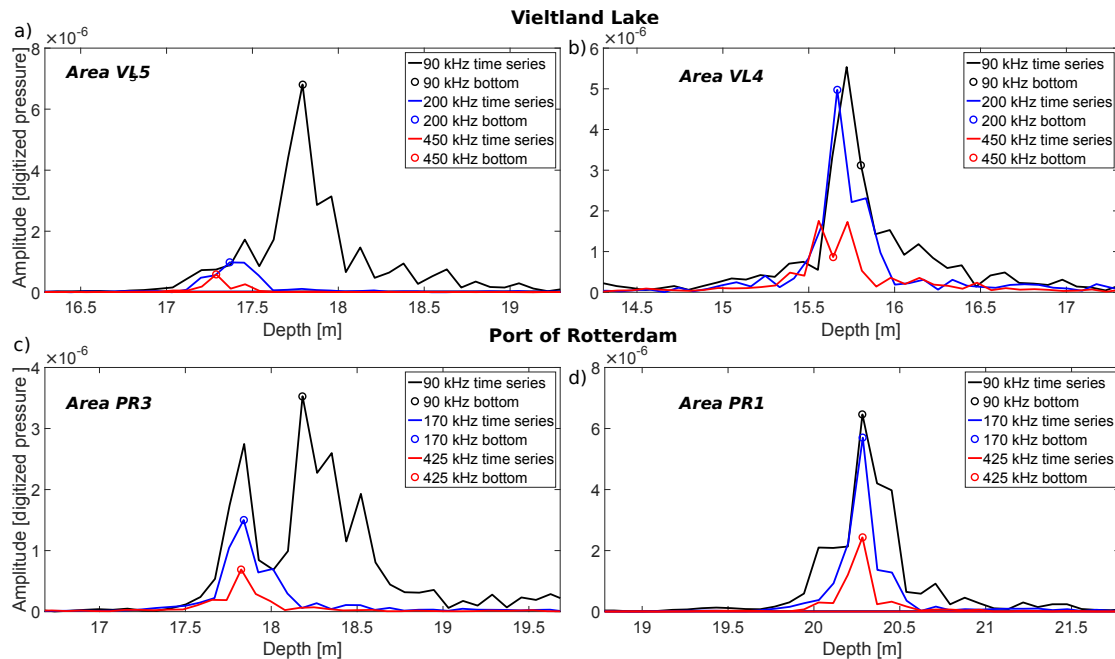 Vieltland Lake
a)
×10⁻⁶
Area VL5
Amplitude [digitized pressure]
8
6
4
2
0
90 kHz time series
90 kHz bottom
200 kHz time series
200 kHz bottom
450 kHz time series
450 kHz bottom
16.5 17 17.5 18 18.5 19
Depth [m]
b)
×10⁻⁶
Area VL4
6
5
4
3
2
1
0
90 kHz time series
90 kHz bottom
200 kHz time series
200 kHz bottom
450 kHz time series
450 kHz bottom
14.5 15 15.5 16 16.5 17
Depth [m]
Port of Rotterdam
c)
×10⁻⁶
Area PR3
Amplitude [digitized pressure ]
4
3
2
1
0
90 kHz time series
90 kHz bottom
170 kHz time series
170 kHz bottom
425 kHz time series
425 kHz bottom
17 17.5 18 18.5 19 19.5
Depth [m]
d)
×10⁻⁶
Area PR1
8
6
4
2
0
90 kHz time series
90 kHz bottom
170 kHz time series
170 kHz bottom
425 kHz time series
425 kHz bottom
19 19.5 20 20.5 21 21.5
Depth [m]